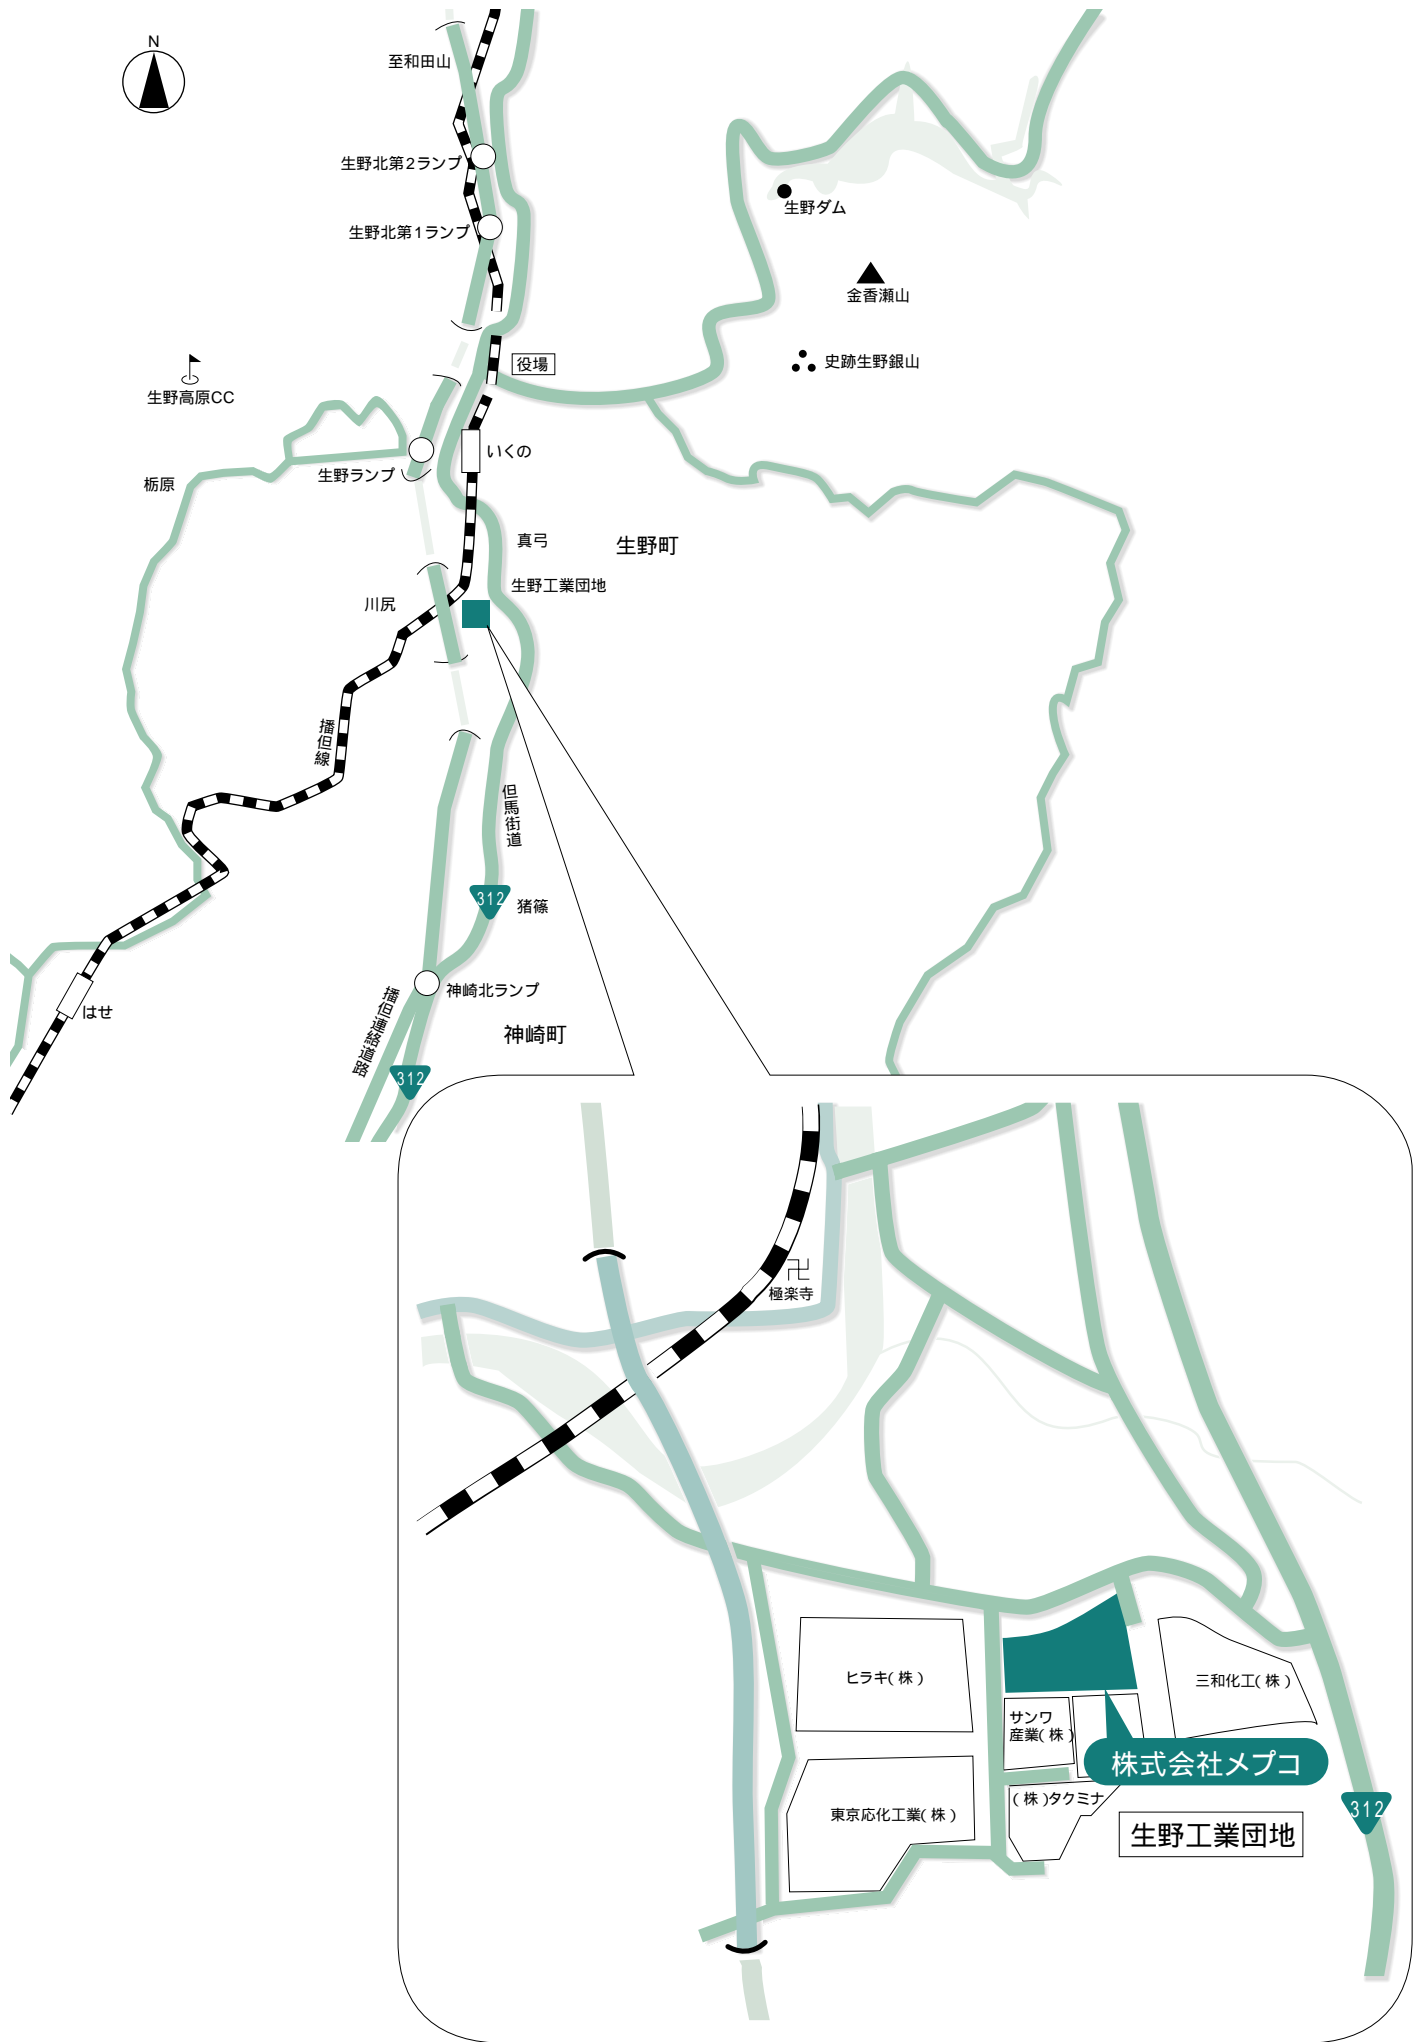 N
至和田山
生野北第2ランプ
生野北第1ランプ
生野ダム
金香瀬山
史跡生野銀山
役場
生野高原CC
いくの
生野ランプ
栃原
真弓
生野町
生野工業団地
川尻
播但線
但馬街道
312
猪篠
神崎北ランプ
はせ
播但連絡道路
神崎町
312
極楽寺
ヒラキ(株)
三和化工(株)
サンワ
産業(株)
株式会社メプコ
(株)タクミナ
東京応化工業(株)
312
生野工業団地